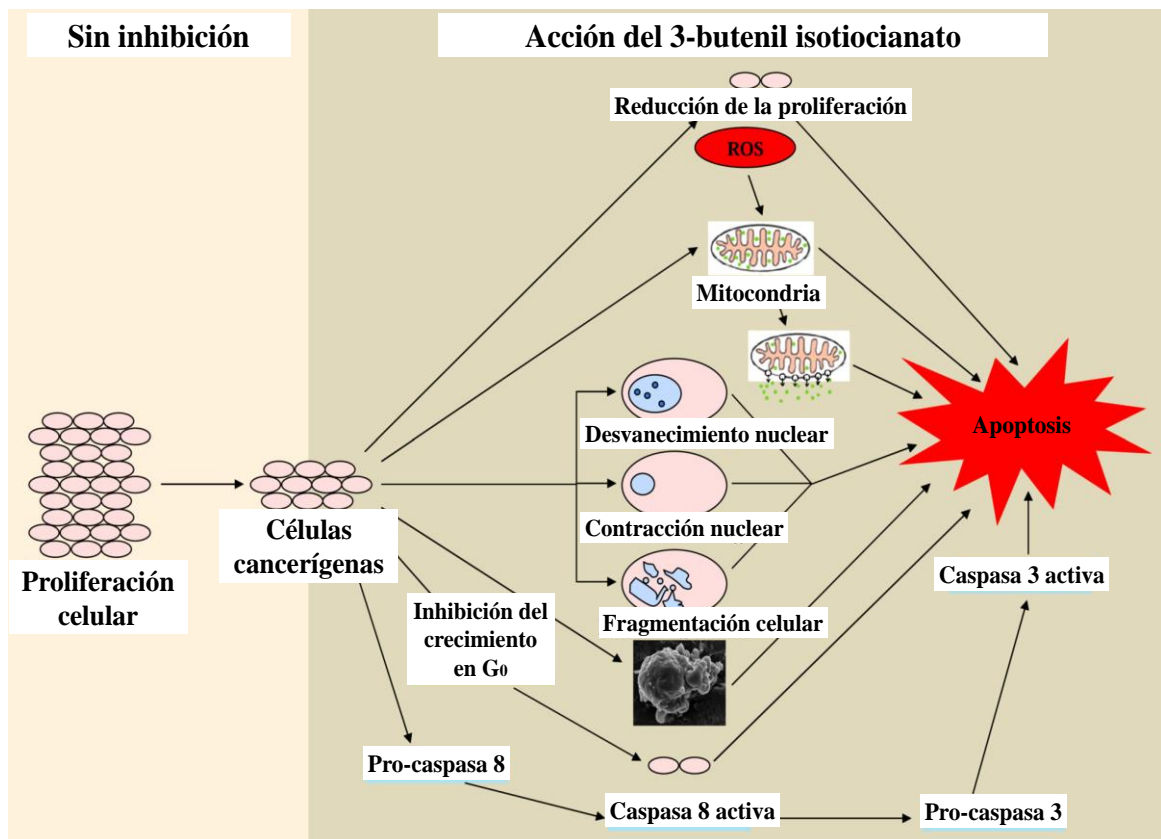 Sin inhibición
Acción del 3-butenil isotiocianato
Reducción de la proliferación
ROS
Mitocondria
Desvanecimiento nuclear
Apoptosis
Contracción nuclear
Células
cancerígenas
Proliferación
celular
Caspasa 3 activa
Inhibición del
crecimiento
en G₀
Fragmentación celular
Pro-caspasa 8
Caspasa 8 activa
Pro-caspasa 3